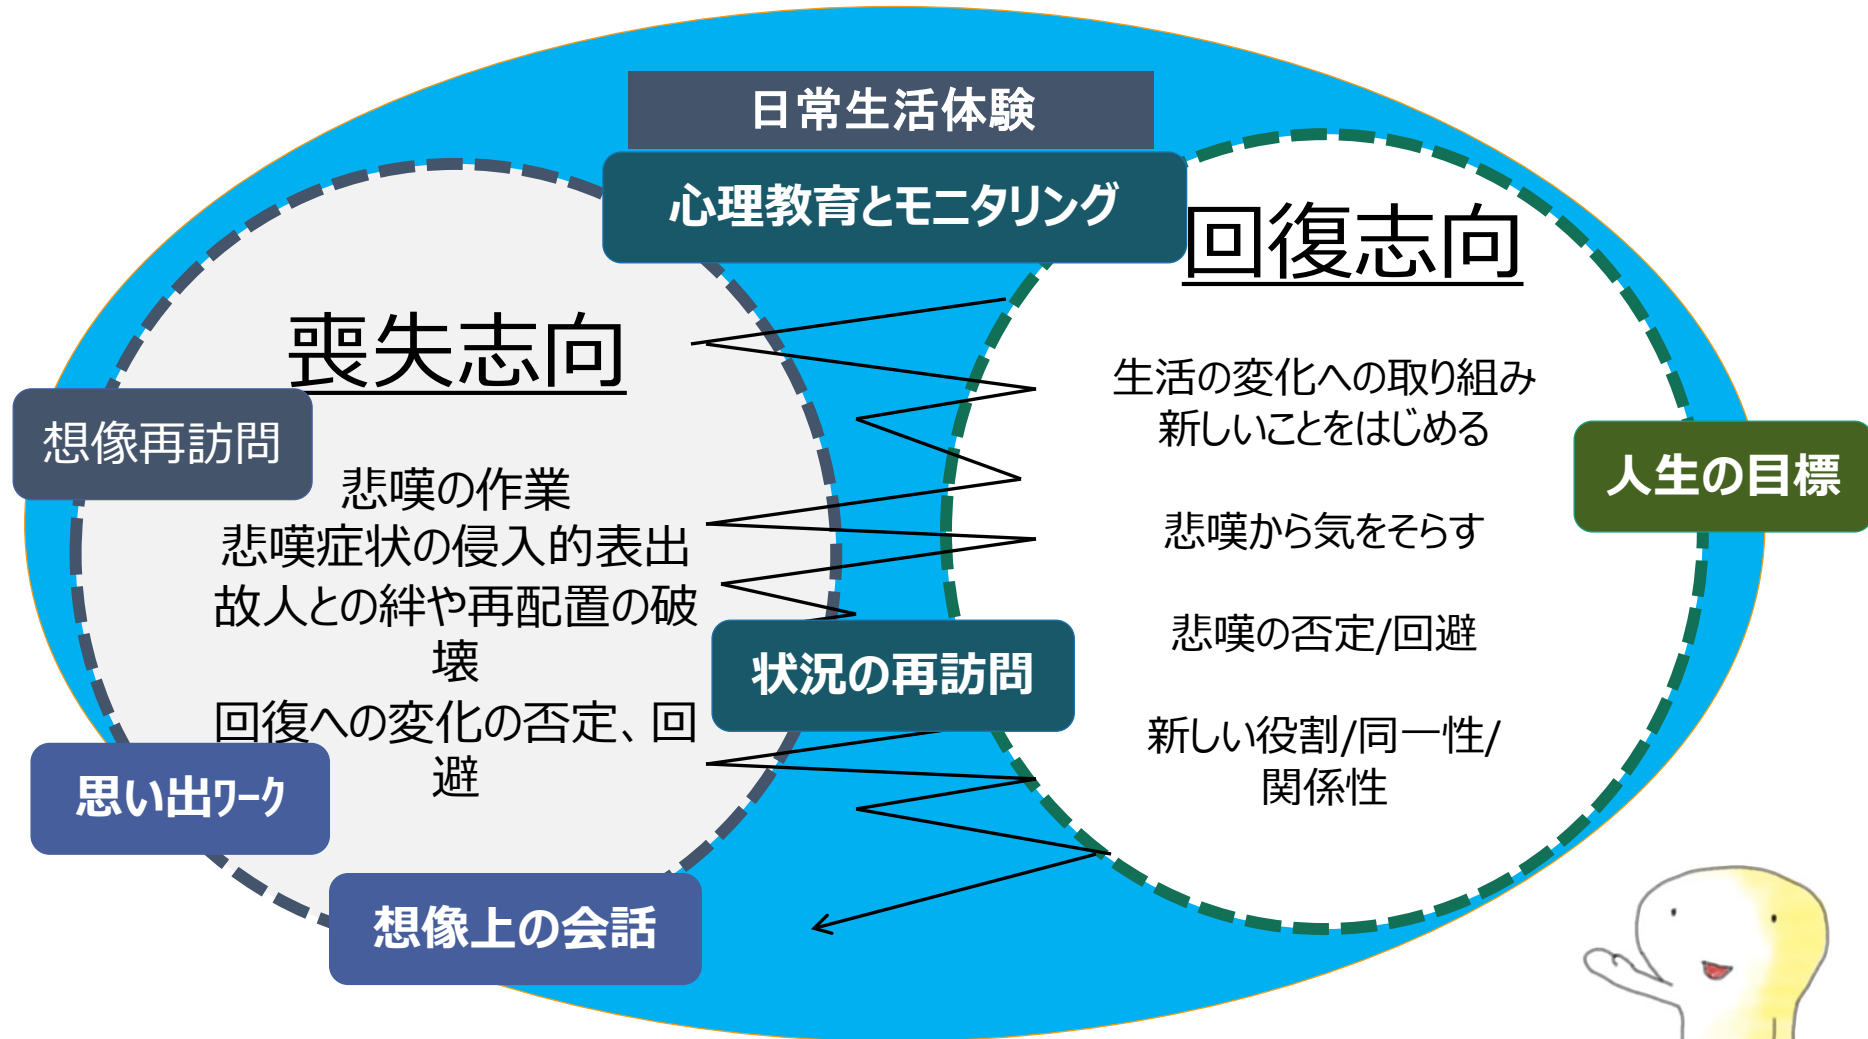 日常生活体験
心理教育とモニタリング
喪失志向
想像再訪問
悲嘆の作業
悲嘆症状の侵入的表出
故人との絆や再配置の破
壊
回復への変化の否定、回
避
思い出ﾜｰｸ
想像上の会話
状況の再訪問
回復志向
生活の変化への取り組み
新しいことをはじめる
悲嘆から気をそらす
悲嘆の否定/回避
新しい役割/同一性/
関係性
人生の目標